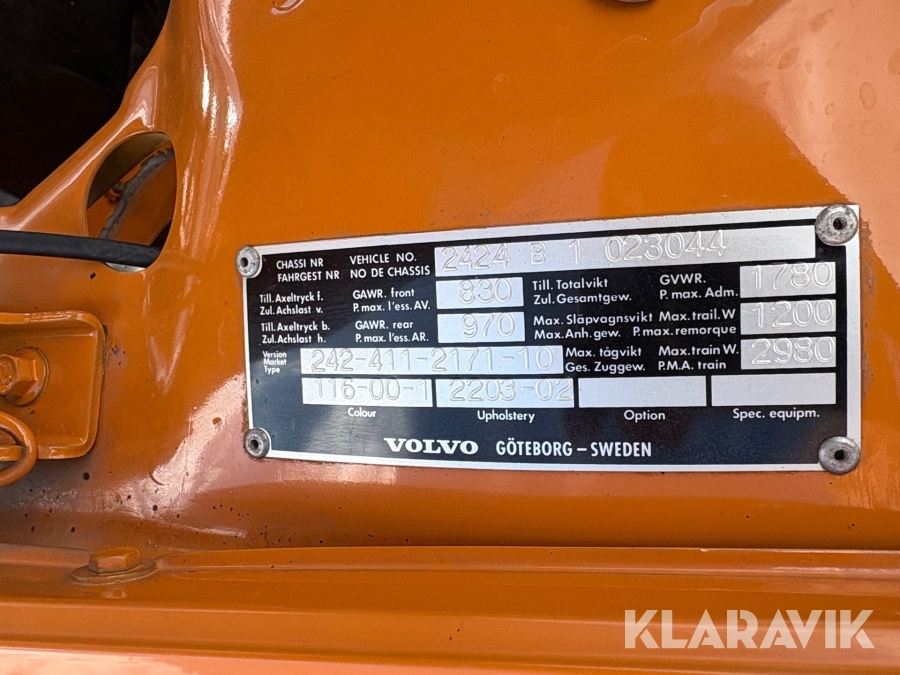 CHASSI NR VEHICLE NO. 2424 B 1 023044
FAHRGEST NR NO DE CHASSIS
Till. Axeltryck f. GAWR. front 830 Till. Totalvikt GVWR. 1780
Zul. Achslast v. P. max. l'ess. AV. Zul. Gesamtgew. P. max. Adm.
Till. Axeltryck b. GAWR. rear 970 Max. Släpvagnsvikt Max. trail. W 1200
Zul. Achslast h. P. max. l'ess. AR. Max. Anh. gew. P. max. remorque
Version Market Type 242-411-2171-10 Max. tågvikt Max. train W. 2980
Ges. Zuggew. P.M.A. train
116-00-1 2203-02
Colour Upholstery Option Spec. equipm.
VOLVO GÖTEBORG – SWEDEN
KLARAVIK